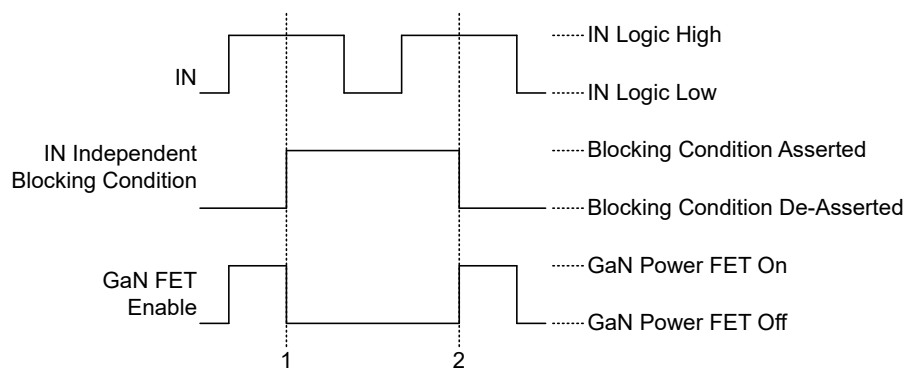 IN Logic High
IN
IN Logic Low
IN Independent
Blocking Condition
Blocking Condition Asserted
Blocking Condition De-Asserted
GaN FET
Enable
GaN Power FET On
GaN Power FET Off
1
2